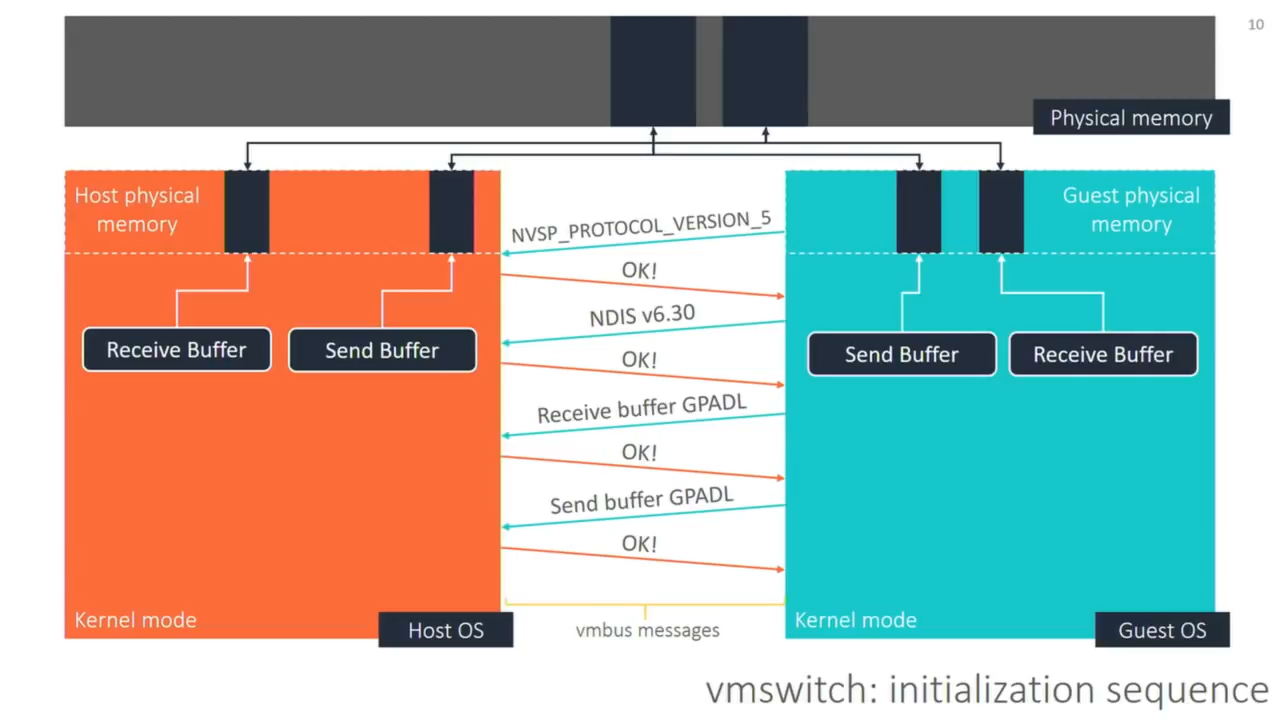 10
Physical memory
Host physical
memory
Guest physical
memory
NVSP_PROTOCOL_VERSION_5
OK!
NDIS v6.30
OK!
Receive Buffer
Send Buffer
Send Buffer
Receive Buffer
Receive buffer GPADL
OK!
Send buffer GPADL
OK!
Kernel mode
Host OS
vmbus messages
Kernel mode
Guest OS
vmswitch: initialization sequence